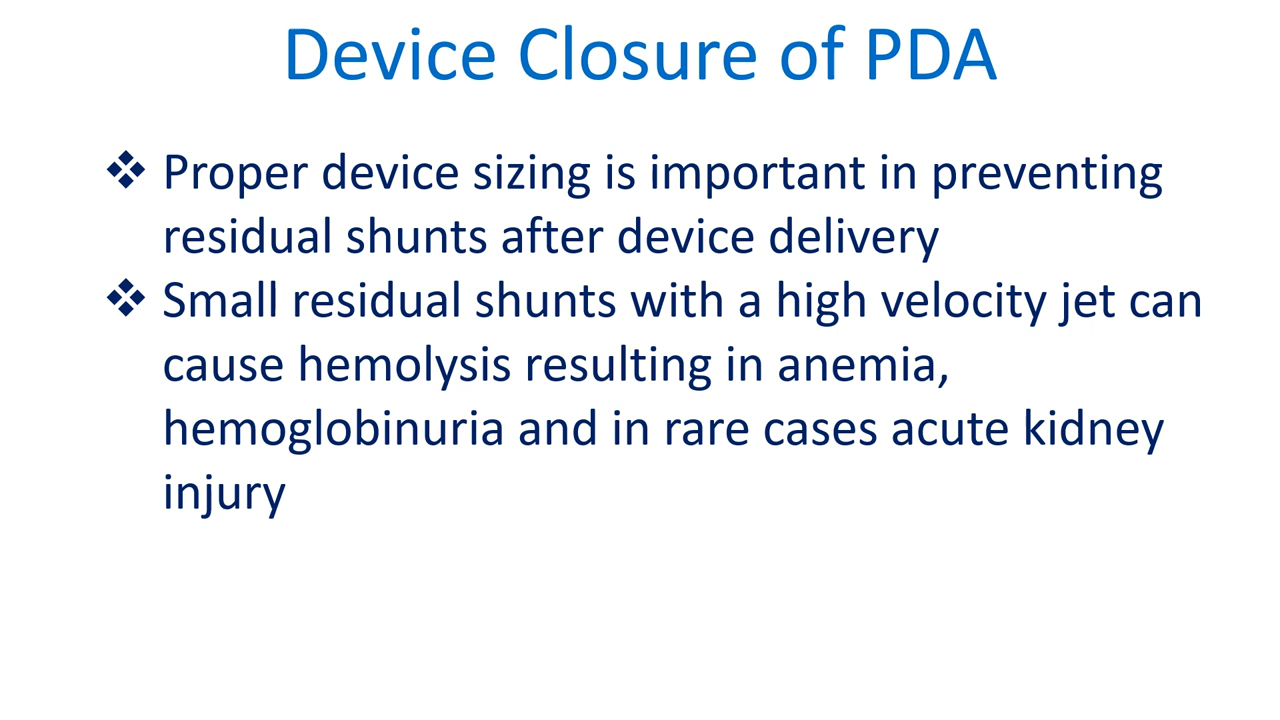 Device Closure of PDA
❖ Proper device sizing is important in preventing
residual shunts after device delivery
❖ Small residual shunts with a high velocity jet can
cause hemolysis resulting in anemia,
hemoglobinuria and in rare cases acute kidney
injury